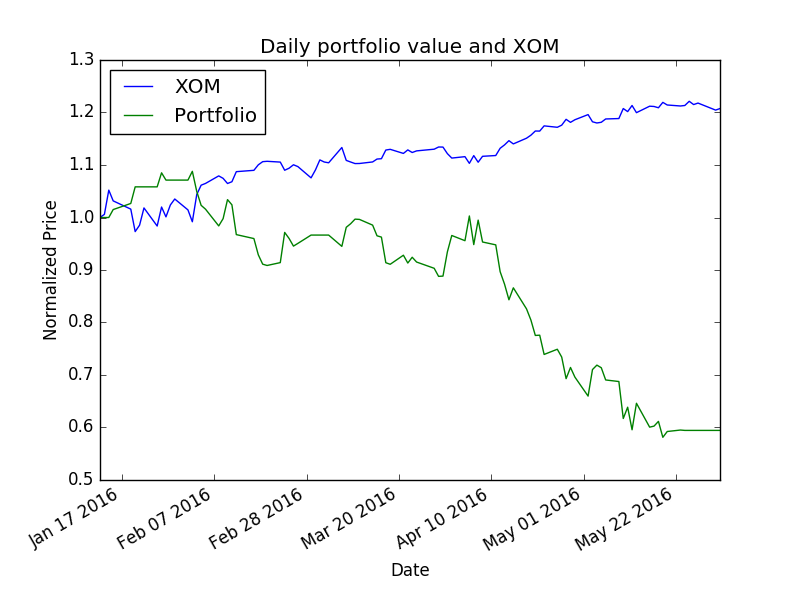 Daily portfolio value and XOM
XOM
Portfolio
1.3
1.2
1.1
1.0
0.9
0.8
0.7
0.6
0.5
Normalized Price
Jan 17 2016
Feb 07 2016
Feb 28 2016
Mar 20 2016
Apr 10 2016
May 01 2016
May 22 2016
Date